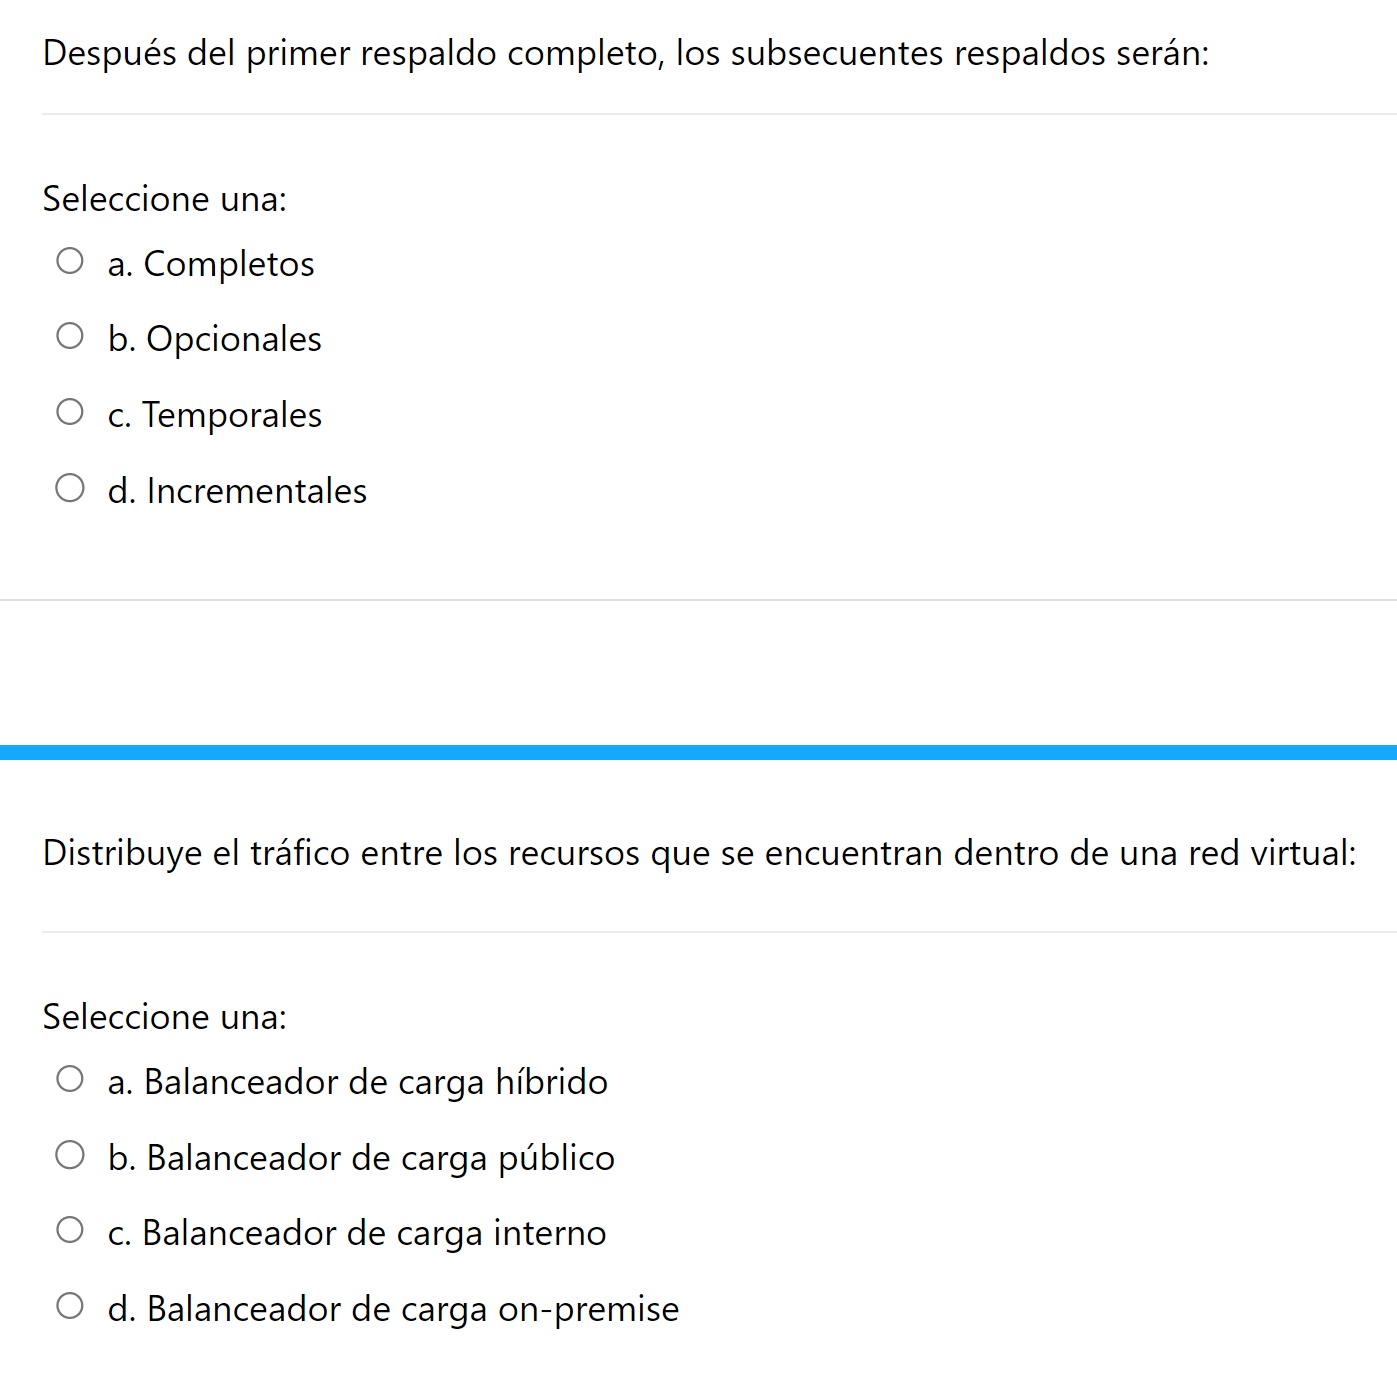 Después del primer respaldo completo, los subsecuentes respaldos serán:
Seleccione una:
a. Completos
b. Opcionales
c. Temporales
d. Incrementales
Distribuye el tráfico entre los recursos que se encuentran dentro de una red virtual:
Seleccione una:
a. Balanceador de carga híbrido
b. Balanceador de carga público
c. Balanceador de carga interno
d. Balanceador de carga on-premise